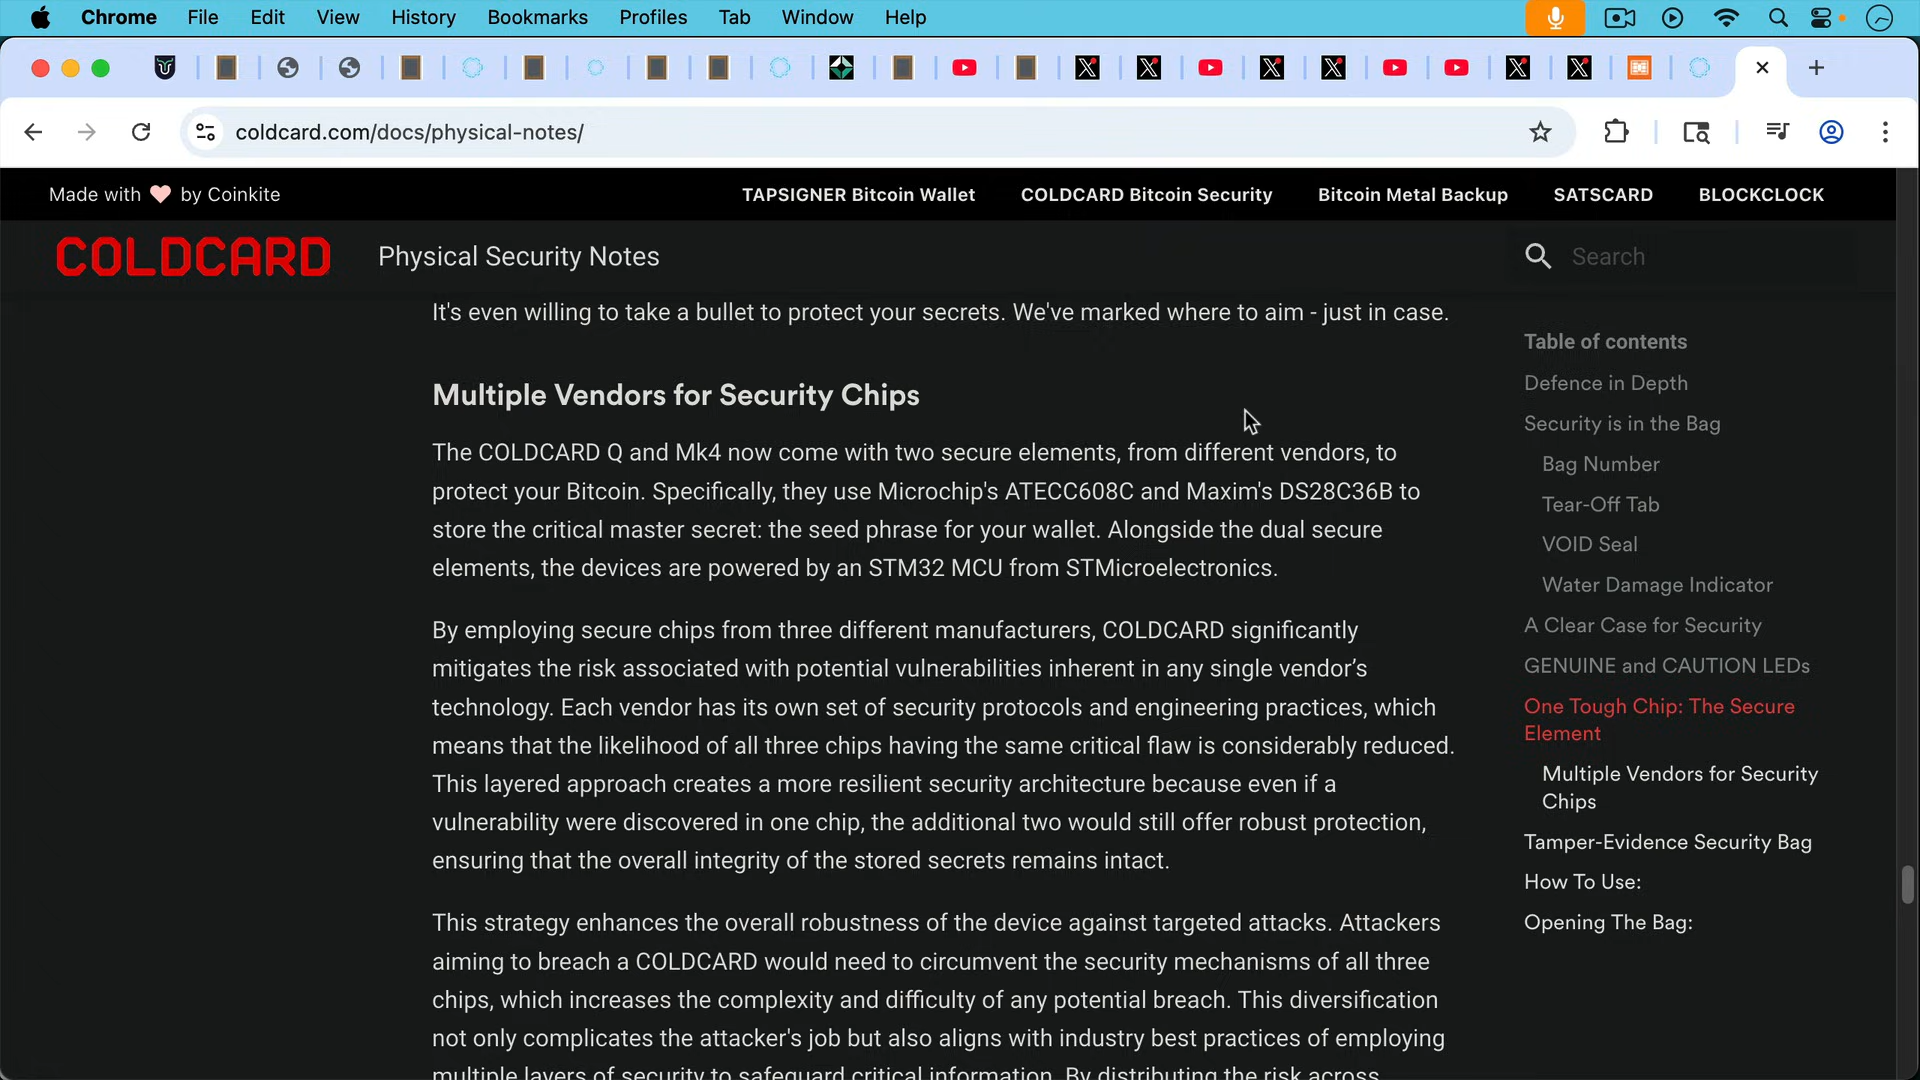 Chrome File Edit View History Bookmarks Profiles Tab Window Help
coldcard.com/docs/physical-notes/
Made with by Coinkite
TAPSIGNER Bitcoin Wallet COLDCARD Bitcoin Security Bitcoin Metal Backup SATSCARD BLOCKCLOCK
COLDCARD Physical Security Notes Search
It's even willing to take a bullet to protect your secrets. We've marked where to aim - just in case.
Multiple Vendors for Security Chips
The COLDCARD Q and Mk4 now come with two secure elements, from different vendors, to
protect your Bitcoin. Specifically, they use Microchip's ATECC608C and Maxim's DS28C36B to
store the critical master secret: the seed phrase for your wallet. Alongside the dual secure
elements, the devices are powered by an STM32 MCU from STMicroelectronics.
By employing secure chips from three different manufacturers, COLDCARD significantly
mitigates the risk associated with potential vulnerabilities inherent in any single vendor’s
technology. Each vendor has its own set of security protocols and engineering practices, which
means that the likelihood of all three chips having the same critical flaw is considerably reduced.
This layered approach creates a more resilient security architecture because even if a
vulnerability were discovered in one chip, the additional two would still offer robust protection,
ensuring that the overall integrity of the stored secrets remains intact.
This strategy enhances the overall robustness of the device against targeted attacks. Attackers
aiming to breach a COLDCARD would need to circumvent the security mechanisms of all three
chips, which increases the complexity and difficulty of any potential breach. This diversification
not only complicates the attacker's job but also aligns with industry best practices of employing
multiple layers of security to safeguard critical information. By distributing the risk across
Table of contents
Defence in Depth
Security is in the Bag
Bag Number
Tear-Off Tab
VOID Seal
Water Damage Indicator
A Clear Case for Security
GENUINE and CAUTION LEDs
One Tough Chip: The Secure
Element
Multiple Vendors for Security
Chips
Tamper-Evidence Security Bag
How To Use:
Opening The Bag: